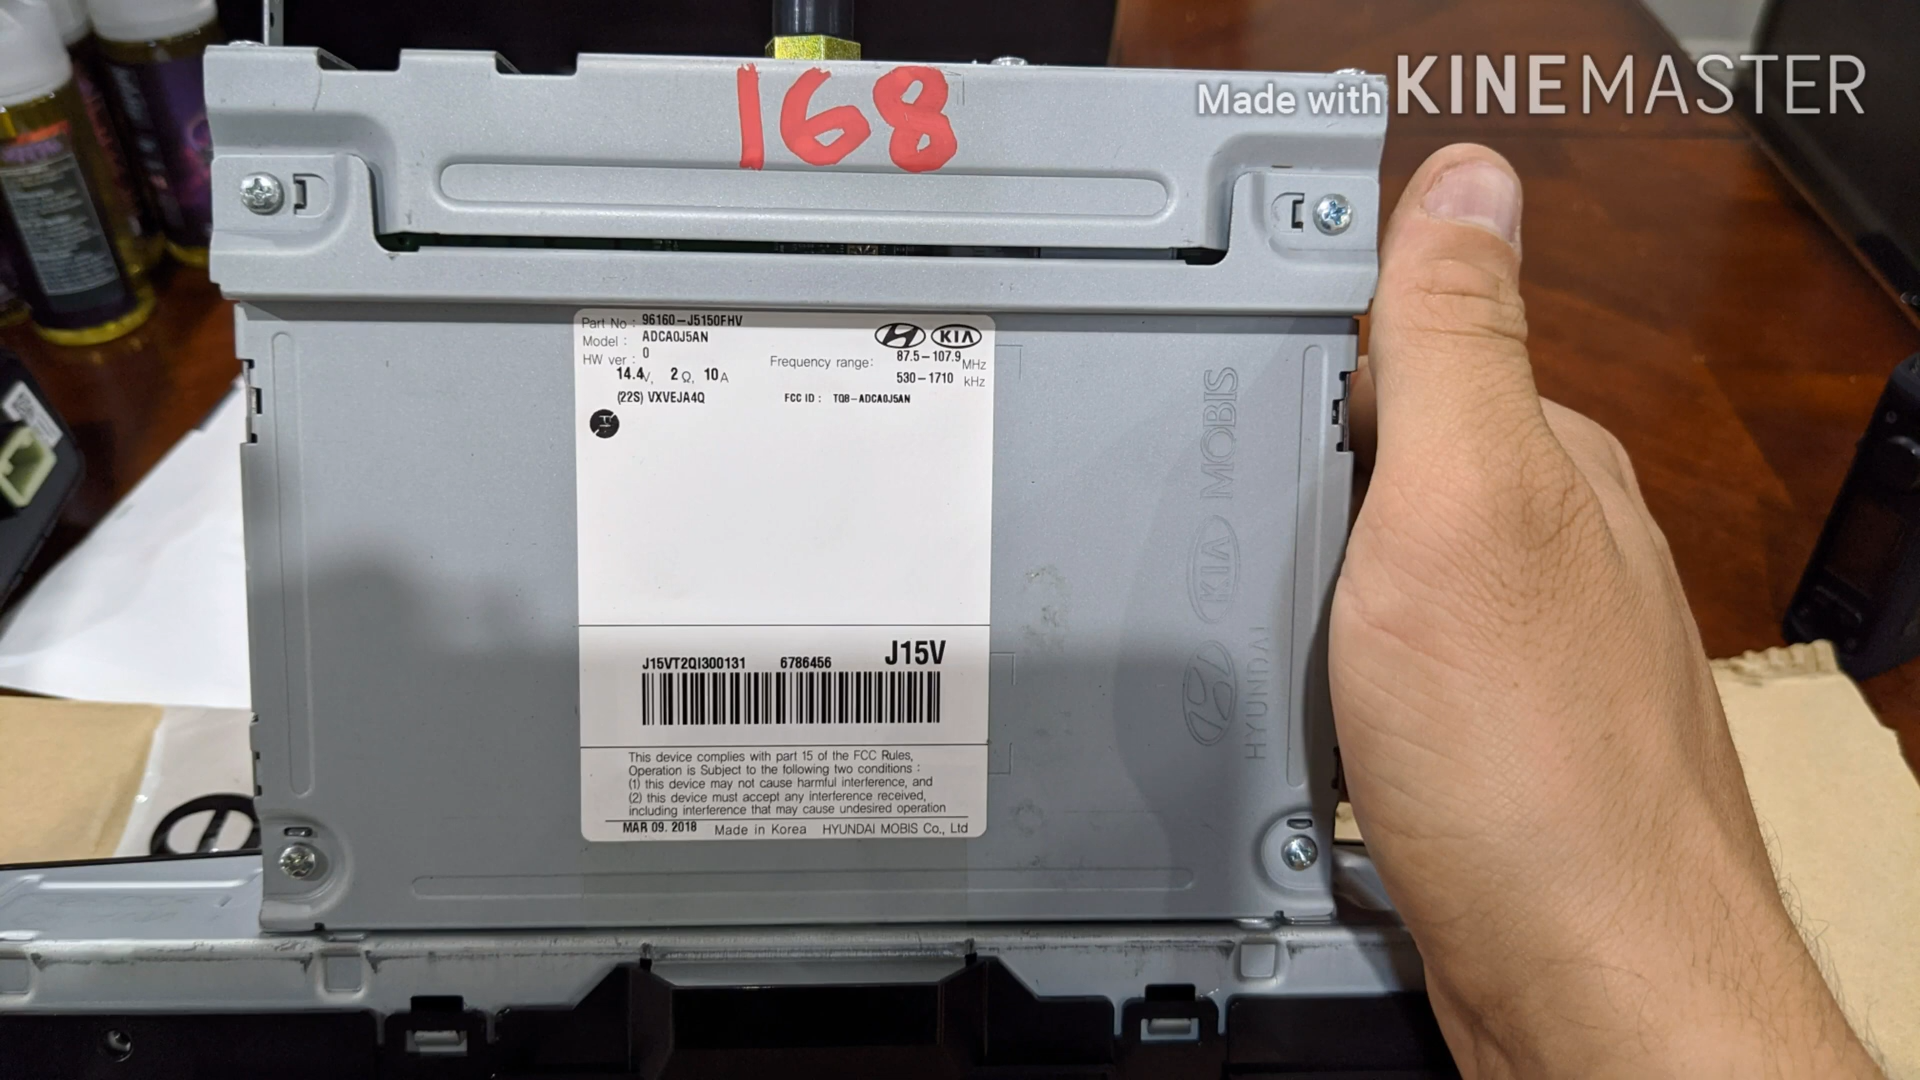 Made with KINEMASTER
168
Part No : 96160-J5150FHV
Model : ADCA0J5AN
HW ver : 0
KIA
Frequency range: 87.5-107.9 MHz
530-1710 kHz
14.4V, 2Ω, 10A
(22S) VXVEJA4Q
FCC ID : TQ8-ADCA0J5AN
J15VT2QI300131 6786456 J15V
This device complies with part 15 of the FCC Rules,
Operation is Subject to the following two conditions :
(1) this device may not cause harmful interference, and
(2) this device must accept any interference received,
including interference that may cause undesired operation
MAR 09. 2018 Made in Korea HYUNDAI MOBIS Co., Ltd
HYUNDAI KIA MOBIS